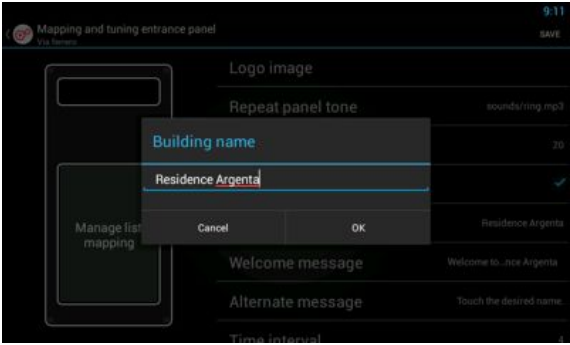 9:11
Mapping and tuning entrance panel
Via ferrero
SAVE
Logo image
Repeat panel tone
sounds/ring.mp3
Building name
20
Residence Argenta
Manage list
mapping
Cancel
OK
Residence Argenta
Welcome message
Welcome to...nce Argenta
Alternate message
Touch the desired name.
Time interval
4